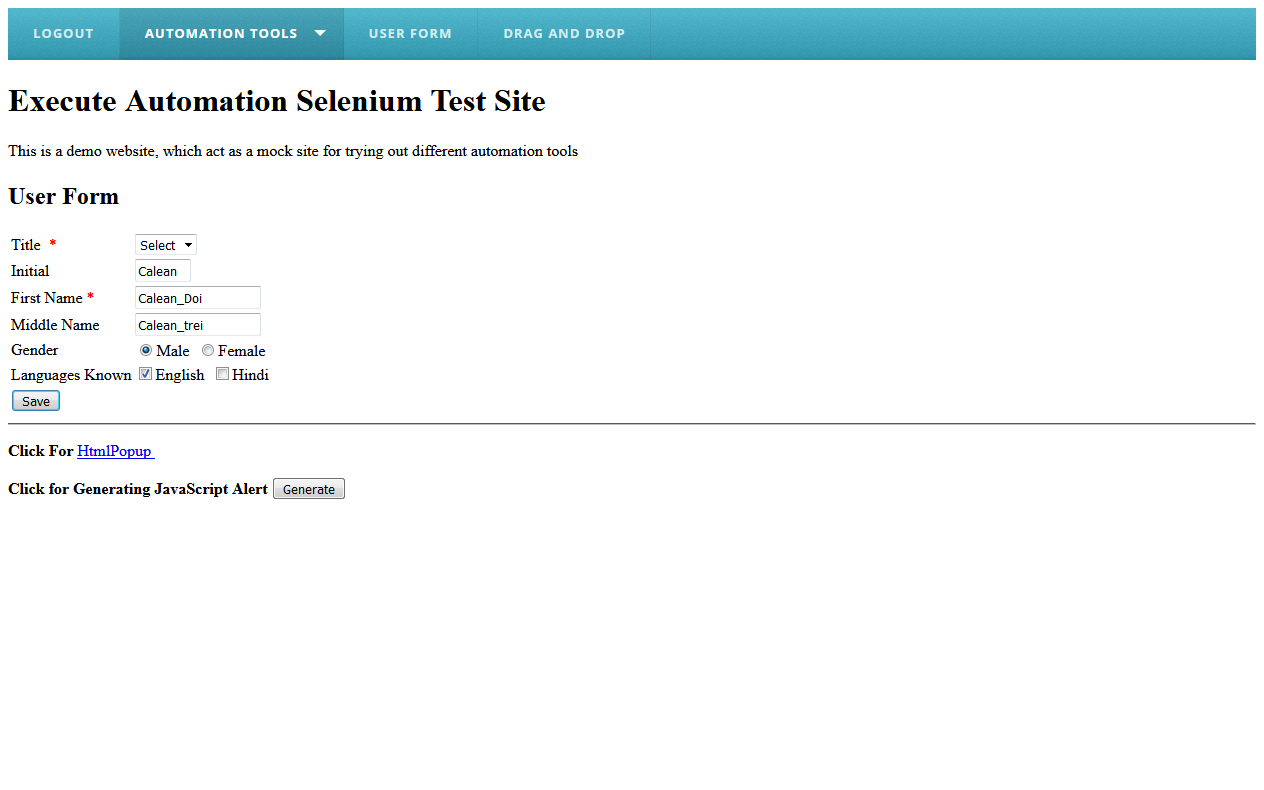 LOGOUT AUTOMATION TOOLS USER FORM DRAG AND DROP
Execute Automation Selenium Test Site
This is a demo website, which act as a mock site for trying out different automation tools
User Form
Title * Select
Initial Calean
First Name * Calean_Doi
Middle Name Calean_trei
Gender Male Female
Languages Known English Hindi
Save
Click For HtmlPopup
Click for Generating JavaScript Alert Generate